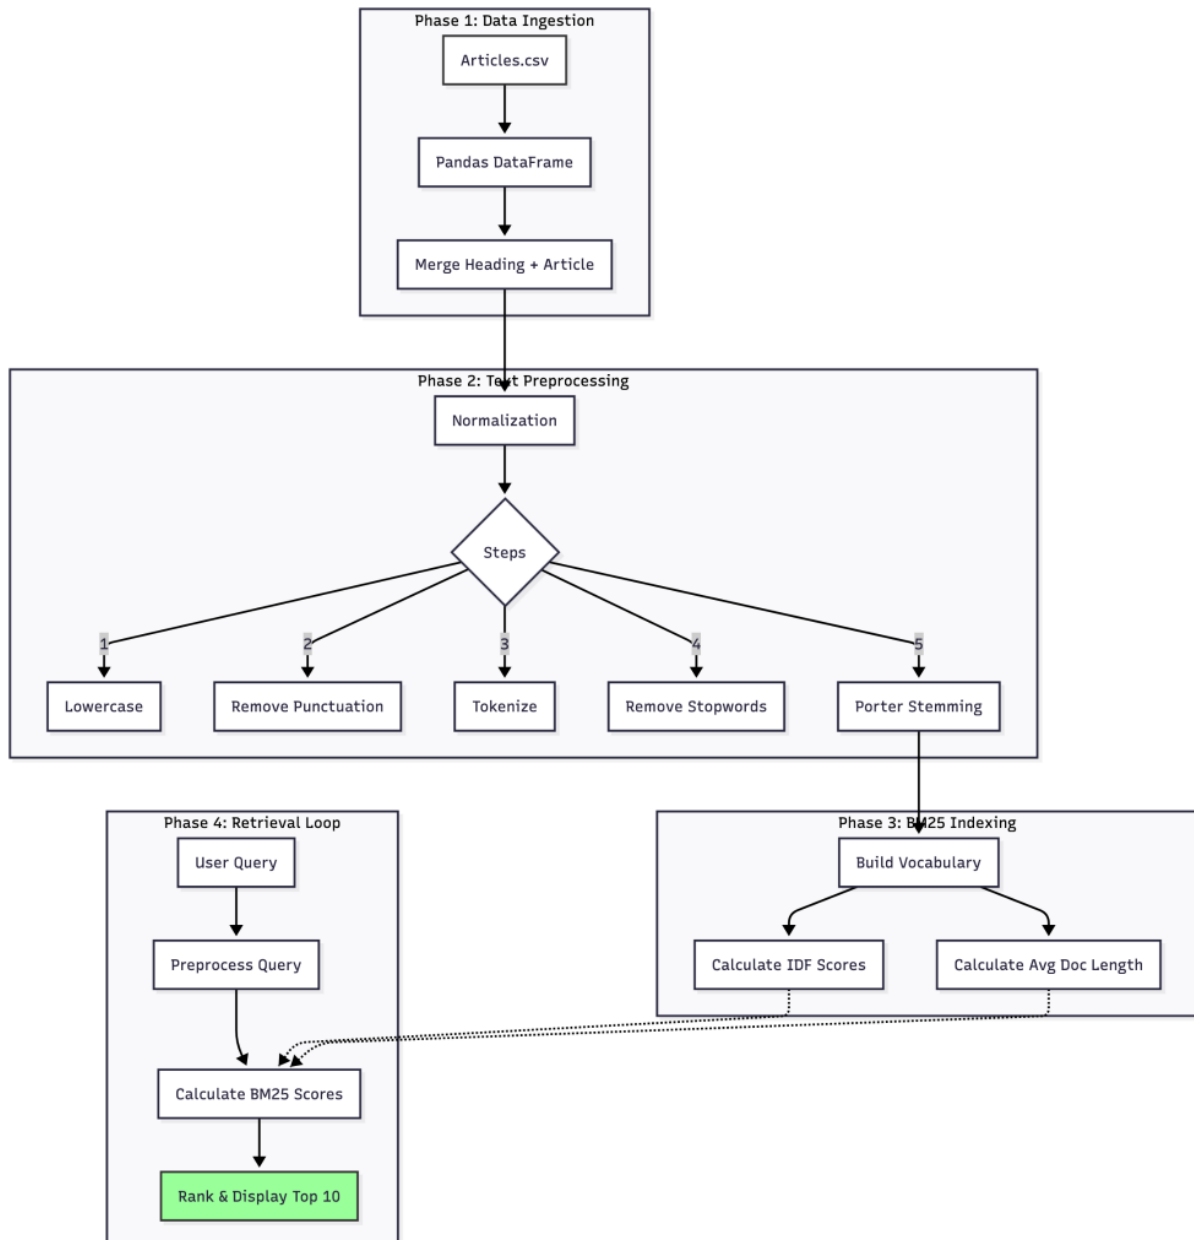 Phase 1: Data Ingestion
Articles.csv
Pandas DataFrame
Merge Heading + Article
Phase 2: Text Preprocessing
Normalization
Steps
1
2
3
4
5
Lowercase
Remove Punctuation
Tokenize
Remove Stopwords
Porter Stemming
Phase 4: Retrieval Loop
User Query
Preprocess Query
Calculate BM25 Scores
Rank & Display Top 10
Phase 3: BM25 Indexing
Build Vocabulary
Calculate IDF Scores
Calculate Avg Doc Length